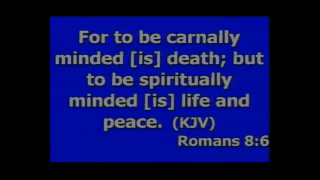 For to be carnally
minded [is] death; but
to be spiritually
minded [is] life and
peace. (KJV)
Romans 8:6